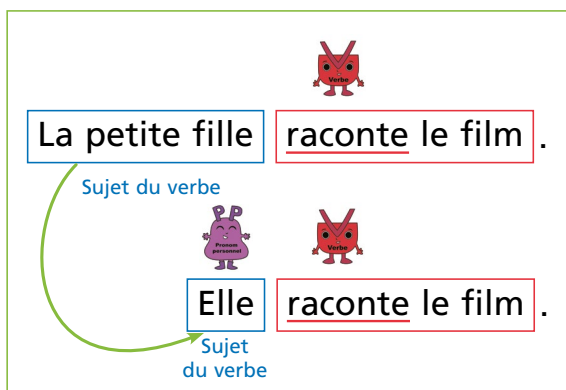 Verbe
La petite fille raconte le film.
Sujet du verbe
PP
Pronom
personnel
Verbe
Elle raconte le film.
Sujet
du verbe